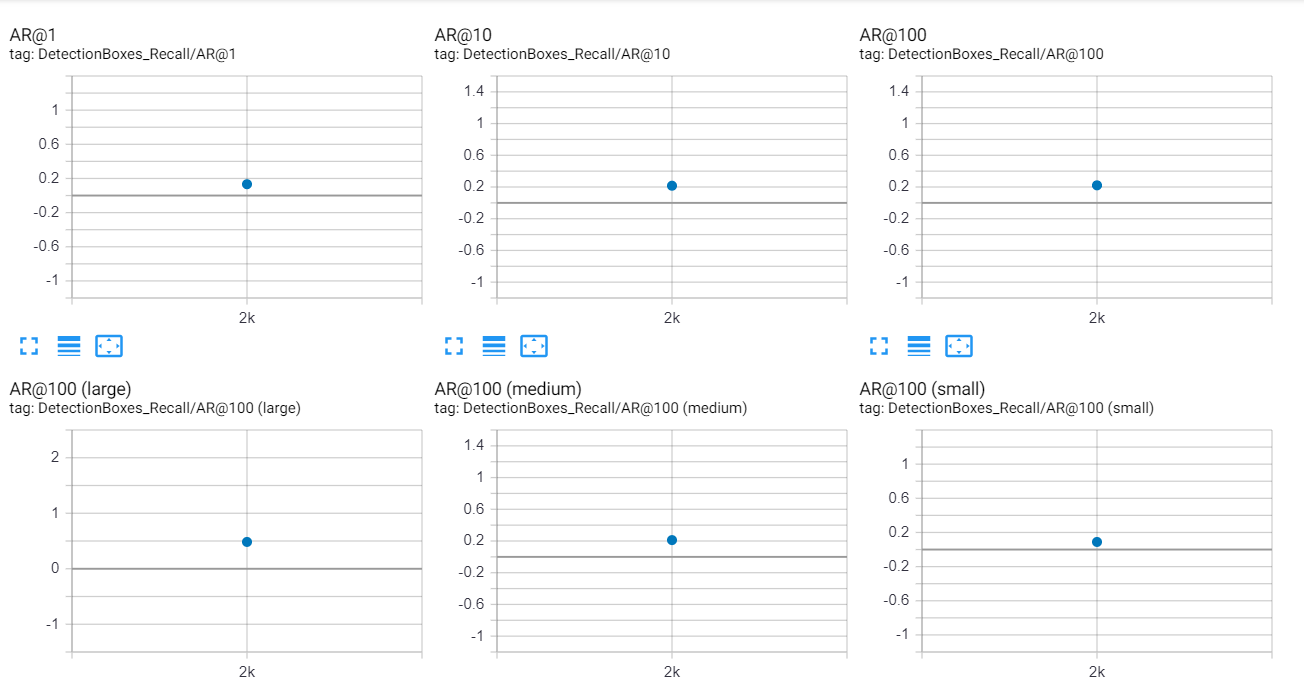 AR@1
tag: DetectionBoxes_Recall/AR@1
1
0.6
0.2
-0.2
-0.6
-1
2k
AR@10
tag: DetectionBoxes_Recall/AR@10
1.4
1
0.6
0.2
-0.2
-0.6
-1
2k
AR@100
tag: DetectionBoxes_Recall/AR@100
1.4
1
0.6
0.2
-0.2
-0.6
-1
2k
AR@100 (large)
tag: DetectionBoxes_Recall/AR@100 (large)
2
1
0
-1
2k
AR@100 (medium)
tag: DetectionBoxes_Recall/AR@100 (medium)
1.4
1
0.6
0.2
-0.2
-0.6
-1
2k
AR@100 (small)
tag: DetectionBoxes_Recall/AR@100 (small)
1
0.6
0.2
-0.2
-0.6
-1
2k